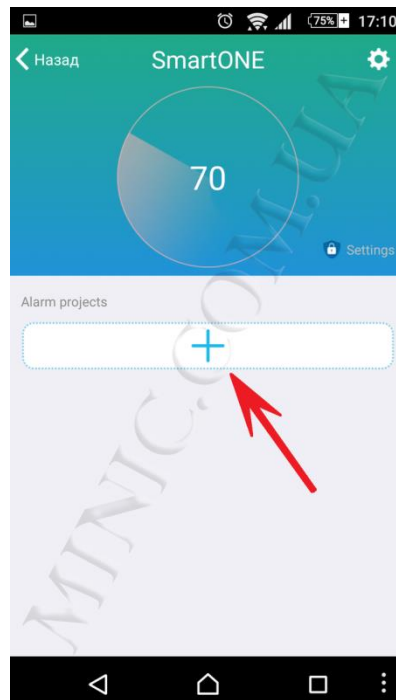 75% 17:10
Назад SmartONE
70
Settings
Alarm projects
MINIC.COM.UA